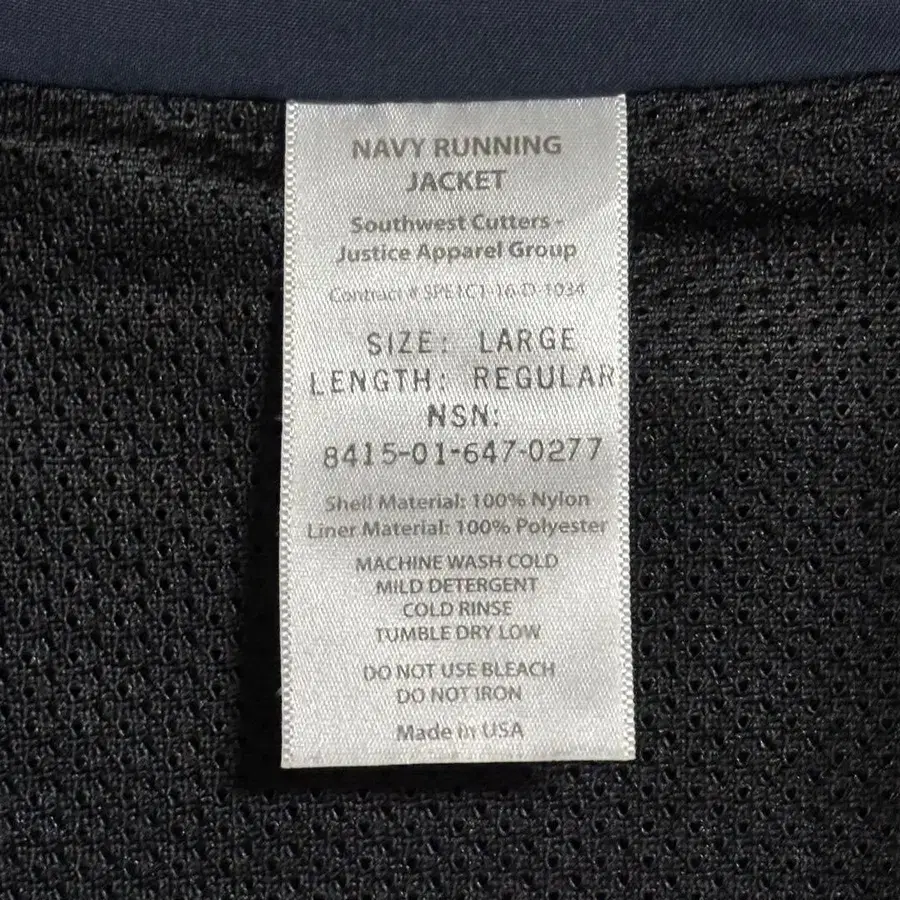 NAVY RUNNING
JACKET
Southwest Cutters -
Justice Apparel Group
Contract # SPE1C1-16-D-1034
SIZE: LARGE
LENGTH: REGULAR
NSN:
8415-01-647-0277
Shell Material: 100% Nylon
Liner Material: 100% Polyester
MACHINE WASH COLD
MILD DETERGENT
COLD RINSE
TUMBLE DRY LOW
DO NOT USE BLEACH
DO NOT IRON
Made in USA